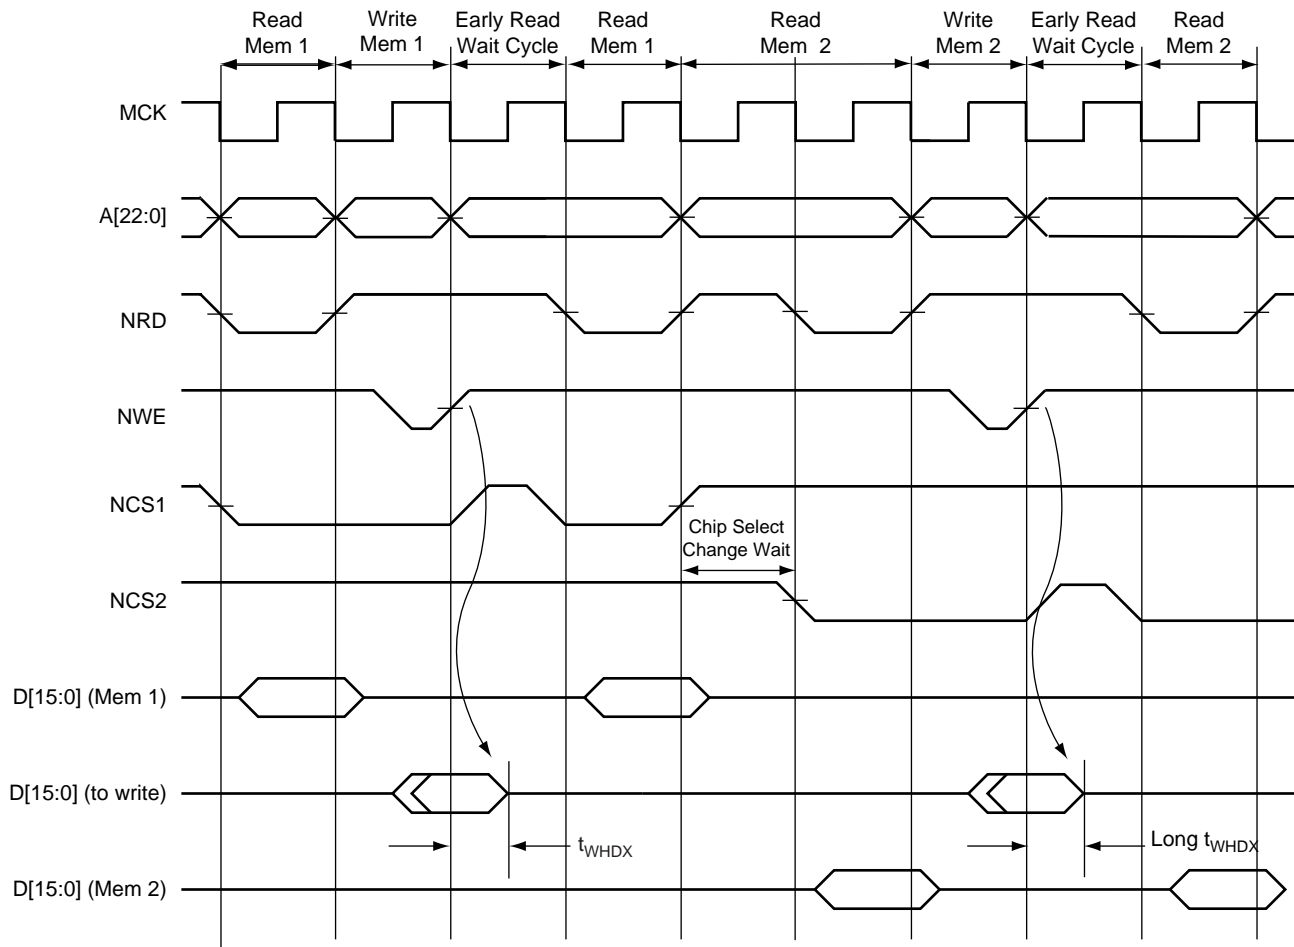 Read Write Early Read Read Read Write Early Read Read
Mem 1 Mem 1 Wait Cycle Mem 1 Mem 2 Mem 2 Wait Cycle Mem 2
MCK
A[22:0]
NRD
NWE
NCS1
Chip Select
Change Wait
NCS2
D[15:0] (Mem 1)
D[15:0] (to write)
tWHDX Long tWHDX
D[15:0] (Mem 2)